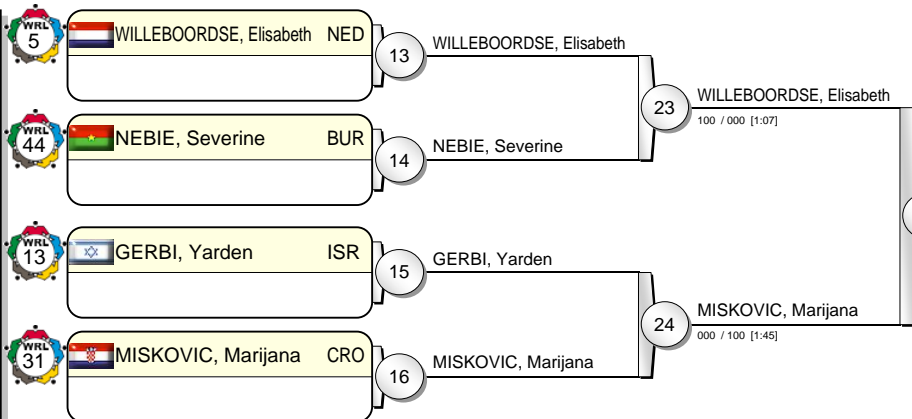 WRL
5
WILLEBOORDSE, Elisabeth NED
13
WILLEBOORDSE, Elisabeth
23
WILLEBOORDSE, Elisabeth
100 / 000 [1:07]
WRL
44
NEBIE, Severine BUR
14
NEBIE, Severine
WRL
13
GERBI, Yarden ISR
15
GERBI, Yarden
24
MISKOVIC, Marijana
000 / 100 [1:45]
WRL
31
MISKOVIC, Marijana CRO
16
MISKOVIC, Marijana